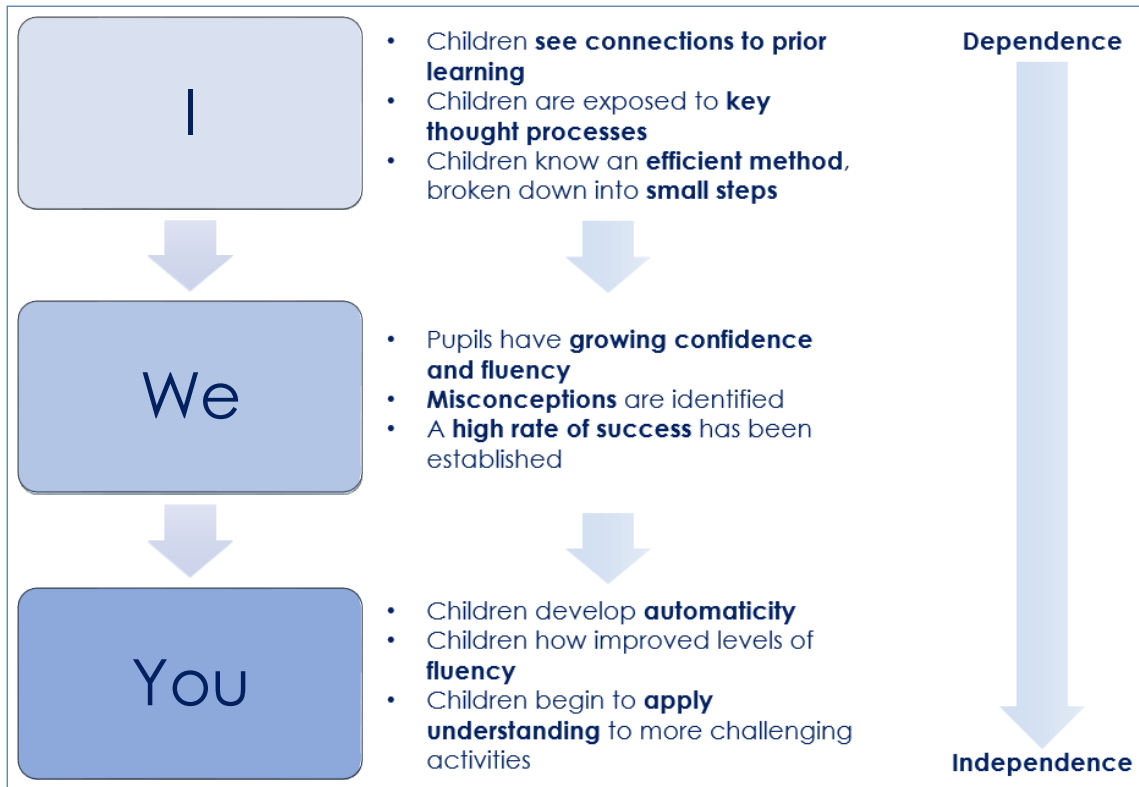 I
• Children see connections to prior
learning
• Children are exposed to key
thought processes
• Children know an efficient method,
broken down into small steps
Dependence
We
• Pupils have growing confidence
and fluency
• Misconceptions are identified
• A high rate of success has been
established
You
• Children develop automaticity
• Children how improved levels of
fluency
• Children begin to apply
understanding to more challenging
activities
Independence